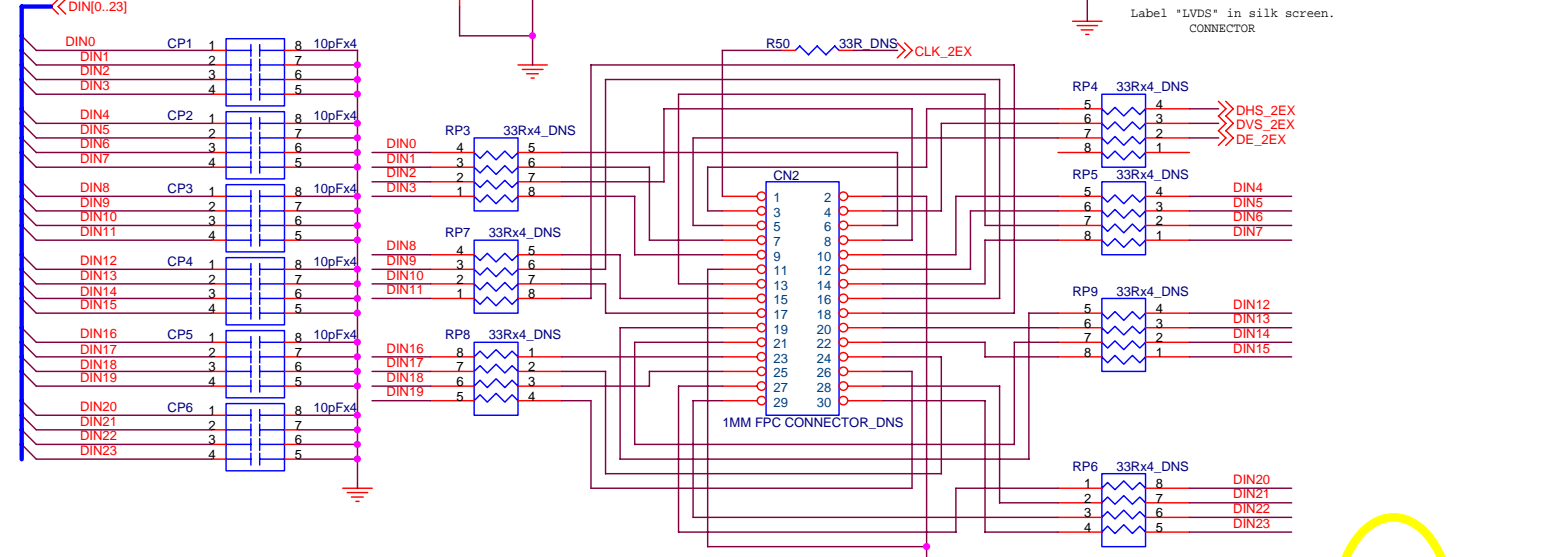 DIN[0..23]
Label "LVDS" in silk screen.
CONNECTOR
DIN0 CP1 1 8 10pFx4
DIN1 2 7
DIN2 3 6
DIN3 4 5
DIN4 CP2 1 8 10pFx4
DIN5 2 7
DIN6 3 6
DIN7 4 5
DIN8 CP3 1 8 10pFx4
DIN9 2 7
DIN10 3 6
DIN11 4 5
DIN12 CP4 1 8 10pFx4
DIN13 2 7
DIN14 3 6
DIN15 4 5
DIN16 CP5 1 8 10pFx4
DIN17 2 7
DIN18 3 6
DIN19 4 5
DIN20 CP6 1 8 10pFx4
DIN21 2 7
DIN22 3 6
DIN23 4 5
RP3 33Rx4_DNS
DIN0 4 5
DIN1 3 6
DIN2 2 7
DIN3 1 8
RP7 33Rx4_DNS
DIN8 4 5
DIN9 3 6
DIN10 2 7
DIN11 1 8
RP8 33Rx4_DNS
DIN16 8 1
DIN17 7 2
DIN18 6 3
DIN19 5 4
R50 33R_DNS CLK_2EX
CN2
1 2
3 4
5 6
7 8
9 10
11 12
13 14
15 16
17 18
19 20
21 22
23 24
25 26
27 28
29 30
1MM FPC CONNECTOR_DNS
RP4 33Rx4_DNS
5 4 DHS_2EX
6 3 DVS_2EX
7 2 DE_2EX
8 1
RP5 33Rx4_DNS
5 4 DIN4
6 3 DIN5
7 2 DIN6
8 1 DIN7
RP9 33Rx4_DNS
5 4 DIN12
6 3 DIN13
7 2 DIN14
8 1 DIN15
RP6 33Rx4_DNS
1 8 DIN20
2 7 DIN21
3 6 DIN22
4 5 DIN23